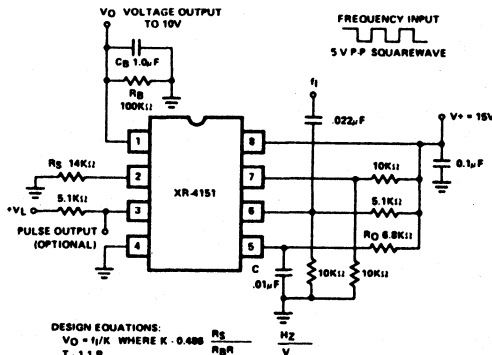 VO VOLTAGE OUTPUT
TO 10V
FREQUENCY INPUT
5 V P-P SQUAREWAVE
CB 1.0µF
RB
100KΩ
fI
.022µF
V+ = 15V
0.1µF
1
8
RS 14KΩ
2
7
10KΩ
XR-4151
+VL
5.1KΩ
3
6
5.1KΩ
PULSE OUTPUT
(OPTIONAL)
4
5
RO 6.8KΩ
C
.01µF
10KΩ
10KΩ
DESIGN EQUATIONS:
VO = fI/K WHERE K - 0.486 RS HZ
RBR V